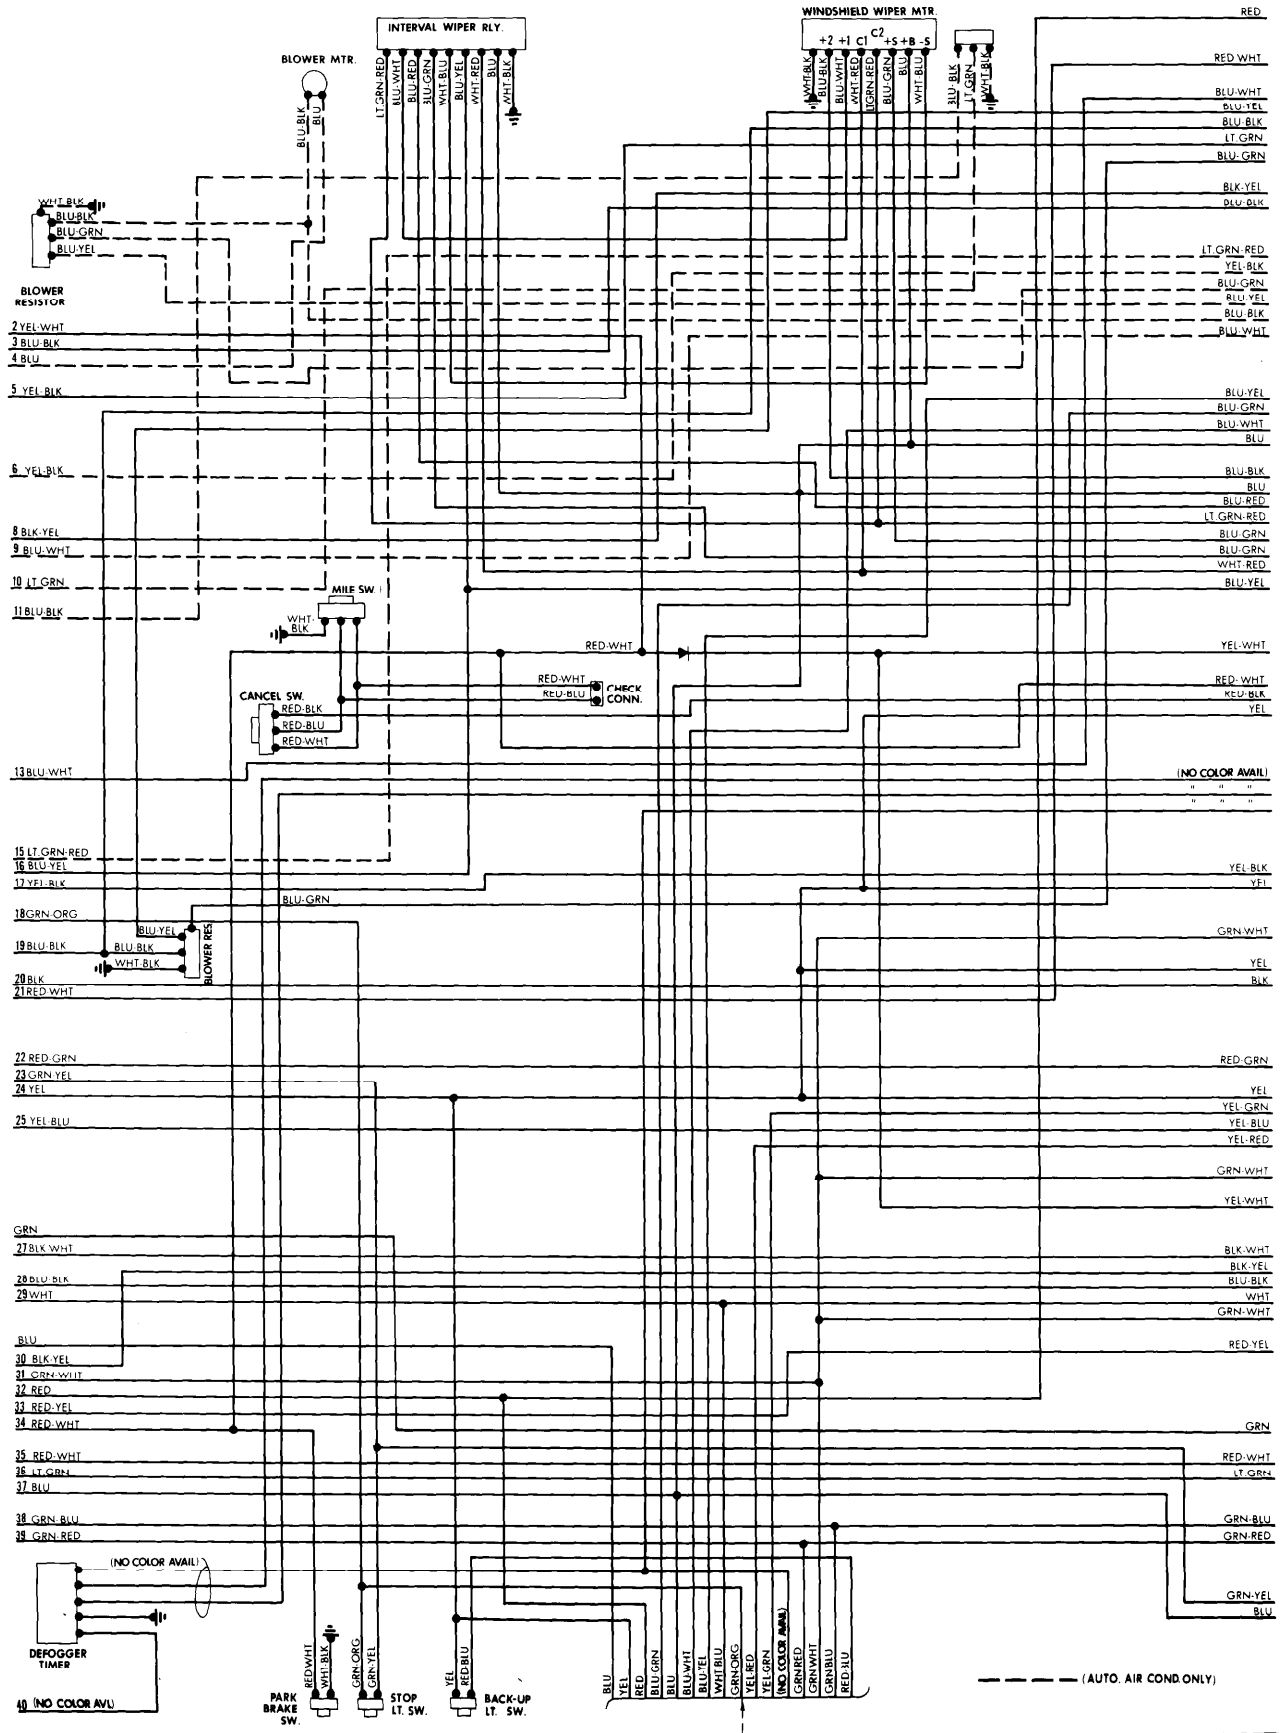 INTERVAL WIPER RLY.
LT.GRN-RED
BLU-WHT
BLU-RED
BLU-GRN
WHT-BLU
BLU-YEL
WHT-RED
BLU
WHT-BLK
WINDSHIELD WIPER MTR.
+2 +1 C1 C2 +S +B -S
WHT-BLK
BLU-BLK
BLU-WHT
WHT-RED
LTGRN-RED
BLU-GRN
BLU
WHT-BLU
BLU-BLK
LT.GRN
WHT-BLK
BLOWER MTR.
BLU-BLK
BLU
WHT BLK
BLU-BLK
BLU-GRN
BLU-YEL
BLOWER
RESISTOR
2 YEL-WHT
3 BLU-BLK
4 BLU
5 YEL-BLK
6 YEL-BLK
8 BLK-YEL
9 BLU-WHT
10 LT GRN
11 BLU-BLK
MILE SW.
WHT-
BLK
RED-WHT
RED-WHT
RED-BLU
CHECK
CONN.
CANCEL SW.
RED-BLK
RED-BLU
RED-WHT
13 BLU-WHT
15 LT.GRN-RED
16 BLU-YEL
17 YEL-BLK
BLU-GRN
18 GRN-ORG
BLU-YEL
19 BLU-BLK
BLU-BLK
WHT-BLK
BLOWER RES.
20 BLK
21 RED-WHT
22 RED-GRN
23 GRN-YEL
24 YEL
25 YEL-BLU
GRN
27 BLK WHT
28 BLU-BLK
29 WHT
BLU
30 BLK-YEL
31 GRN-WHT
32 RED
33 RED-YEL
34 RED-WHT
35 RED-WHT
36 LT.GRN
37 BLU
38 GRN-BLU
39 GRN-RED
(NO COLOR AVAIL)
DEFOGGER
TIMER
40 (NO COLOR AVL)
RED
RED WHT
BLU-WHT
BLU-YEL
BLU-BLK
LT.GRN
BLU-GRN
BLK-YEL
BLU-BLK
LT.GRN-RED
YEL-BLK
BLU-GRN
BLU-YEL
BLU-BLK
BLU-WHT
BLU-YEL
BLU-GRN
BLU-WHT
BLU
BLU-BLK
BLU
BLU-RED
LT.GRN-RED
BLU-GRN
BLU-GRN
WHT-RED
BLU-YEL
YEL-WHT
RED-WHT
RED-BLK
YEL
(NO COLOR AVAIL)
" " "
" " "
YEL-BLK
YEL
GRN-WHT
YEL
BLK
RED-GRN
YEL
YEL-GRN
YEL-BLU
YEL-RED
GRN-WHT
YEL-WHT
BLK-WHT
BLK-YEL
BLU-BLK
WHT
GRN-WHT
RED-YEL
GRN
RED-WHT
LT.GRN
GRN-BLU
GRN-RED
GRN-YEL
BLU
REDWHT
WHT-BLK
PARK
BRAKE
SW.
GRN-ORG
GRN-YEL
STOP
LT. SW.
YEL
RED-BLU
BACK-UP
LT. SW.
BLU
YEL
RED
BLU-GRN
BLU
BLU-WHT
BLU-YEL
WHT BLU
GRN-ORG
YEL-RED
YEL-GRN
(NO COLOR AVAIL)
GRN RED
GRN WHT
GRN BLU
RED-BLU
(AUTO. AIR COND.ONLY)